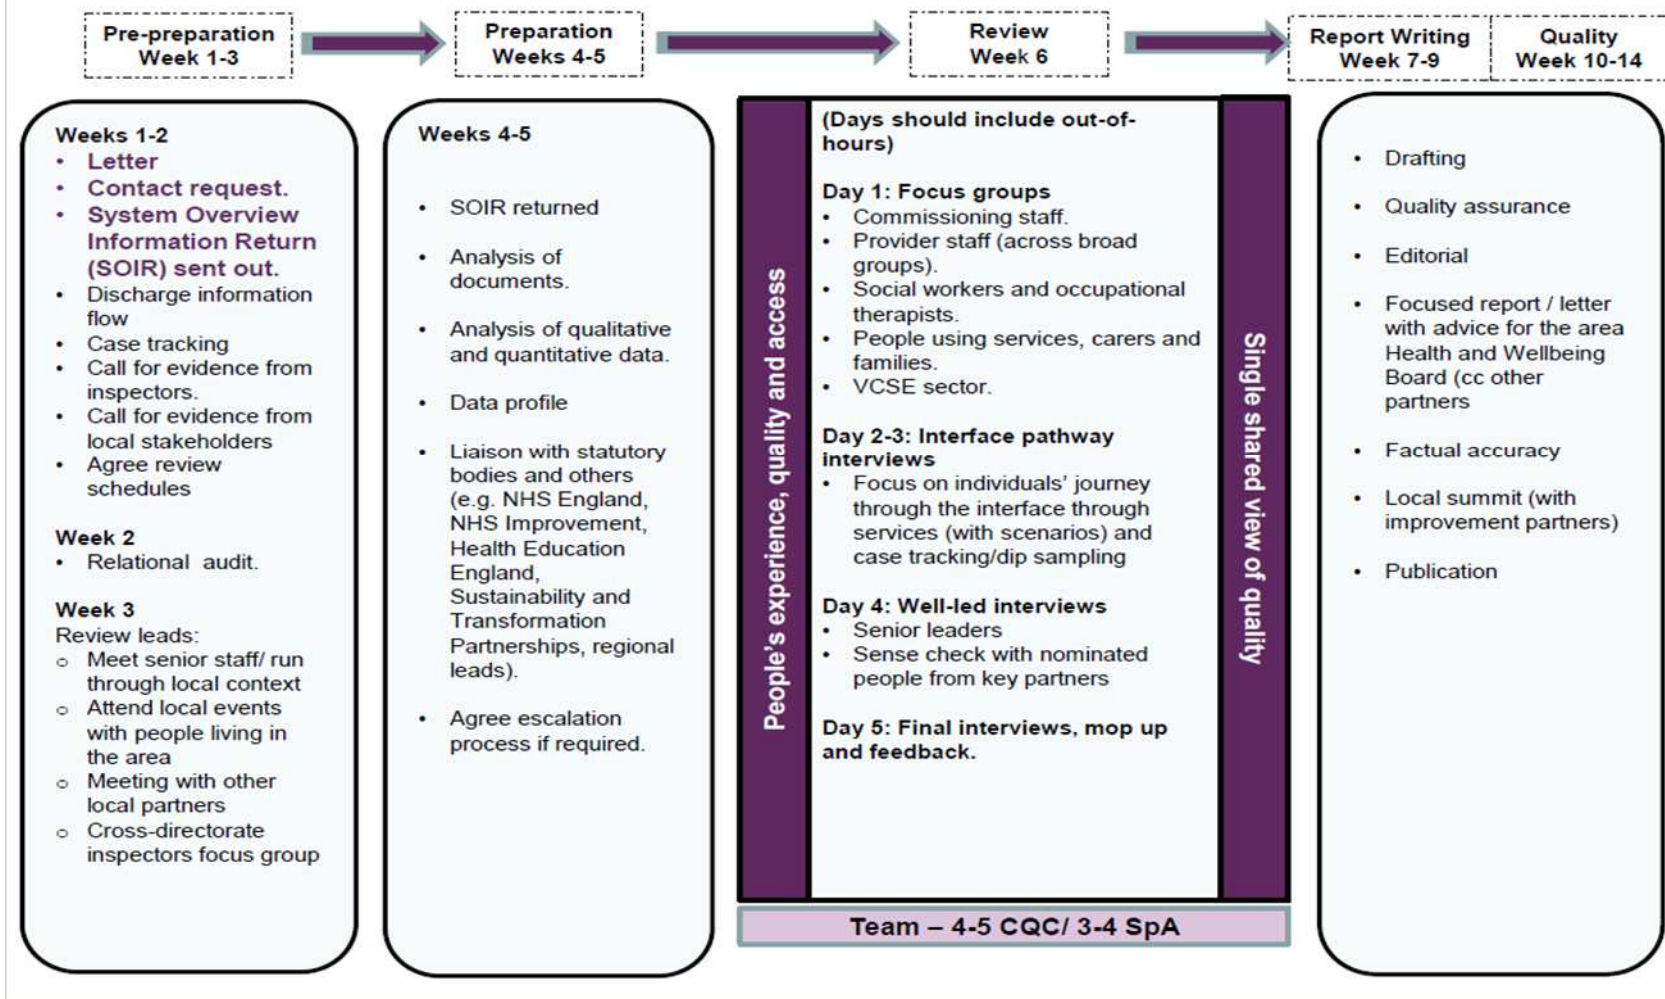 Pre-preparation
Week 1-3
Preparation
Weeks 4-5
Review
Week 6
Report Writing
Week 7-9
Quality
Week 10-14
Weeks 1-2
• Letter
• Contact request.
• System Overview
Information Return
(SOIR) sent out.
• Discharge information
flow
• Case tracking
• Call for evidence from
inspectors.
• Call for evidence from
local stakeholders
• Agree review
schedules
Week 2
• Relational audit.
Week 3
Review leads:
o Meet senior staff/ run
through local context
o Attend local events
with people living in
the area
o Meeting with other
local partners
o Cross-directorate
inspectors focus group
Weeks 4-5
• SOIR returned
• Analysis of
documents.
• Analysis of qualitative
and quantitative data.
• Data profile
• Liaison with statutory
bodies and others
(e.g. NHS England,
NHS Improvement,
Health Education
England,
Sustainability and
Transformation
Partnerships, regional
leads).
• Agree escalation
process if required.
People's experience, quality and access
(Days should include out-of-
hours)
Day 1: Focus groups
• Commissioning staff.
• Provider staff (across broad
groups).
• Social workers and occupational
therapists.
• People using services, carers and
families.
• VCSE sector.
Day 2-3: Interface pathway
interviews
• Focus on individuals' journey
through the interface through
services (with scenarios) and
case tracking/dip sampling
Day 4: Well-led interviews
• Senior leaders
• Sense check with nominated
people from key partners
Day 5: Final interviews, mop up
and feedback.
Single shared view of quality
Team – 4-5 CQC/ 3-4 SpA
• Drafting
• Quality assurance
• Editorial
• Focused report / letter
with advice for the area
Health and Wellbeing
Board (cc other
partners
• Factual accuracy
• Local summit (with
improvement partners)
• Publication